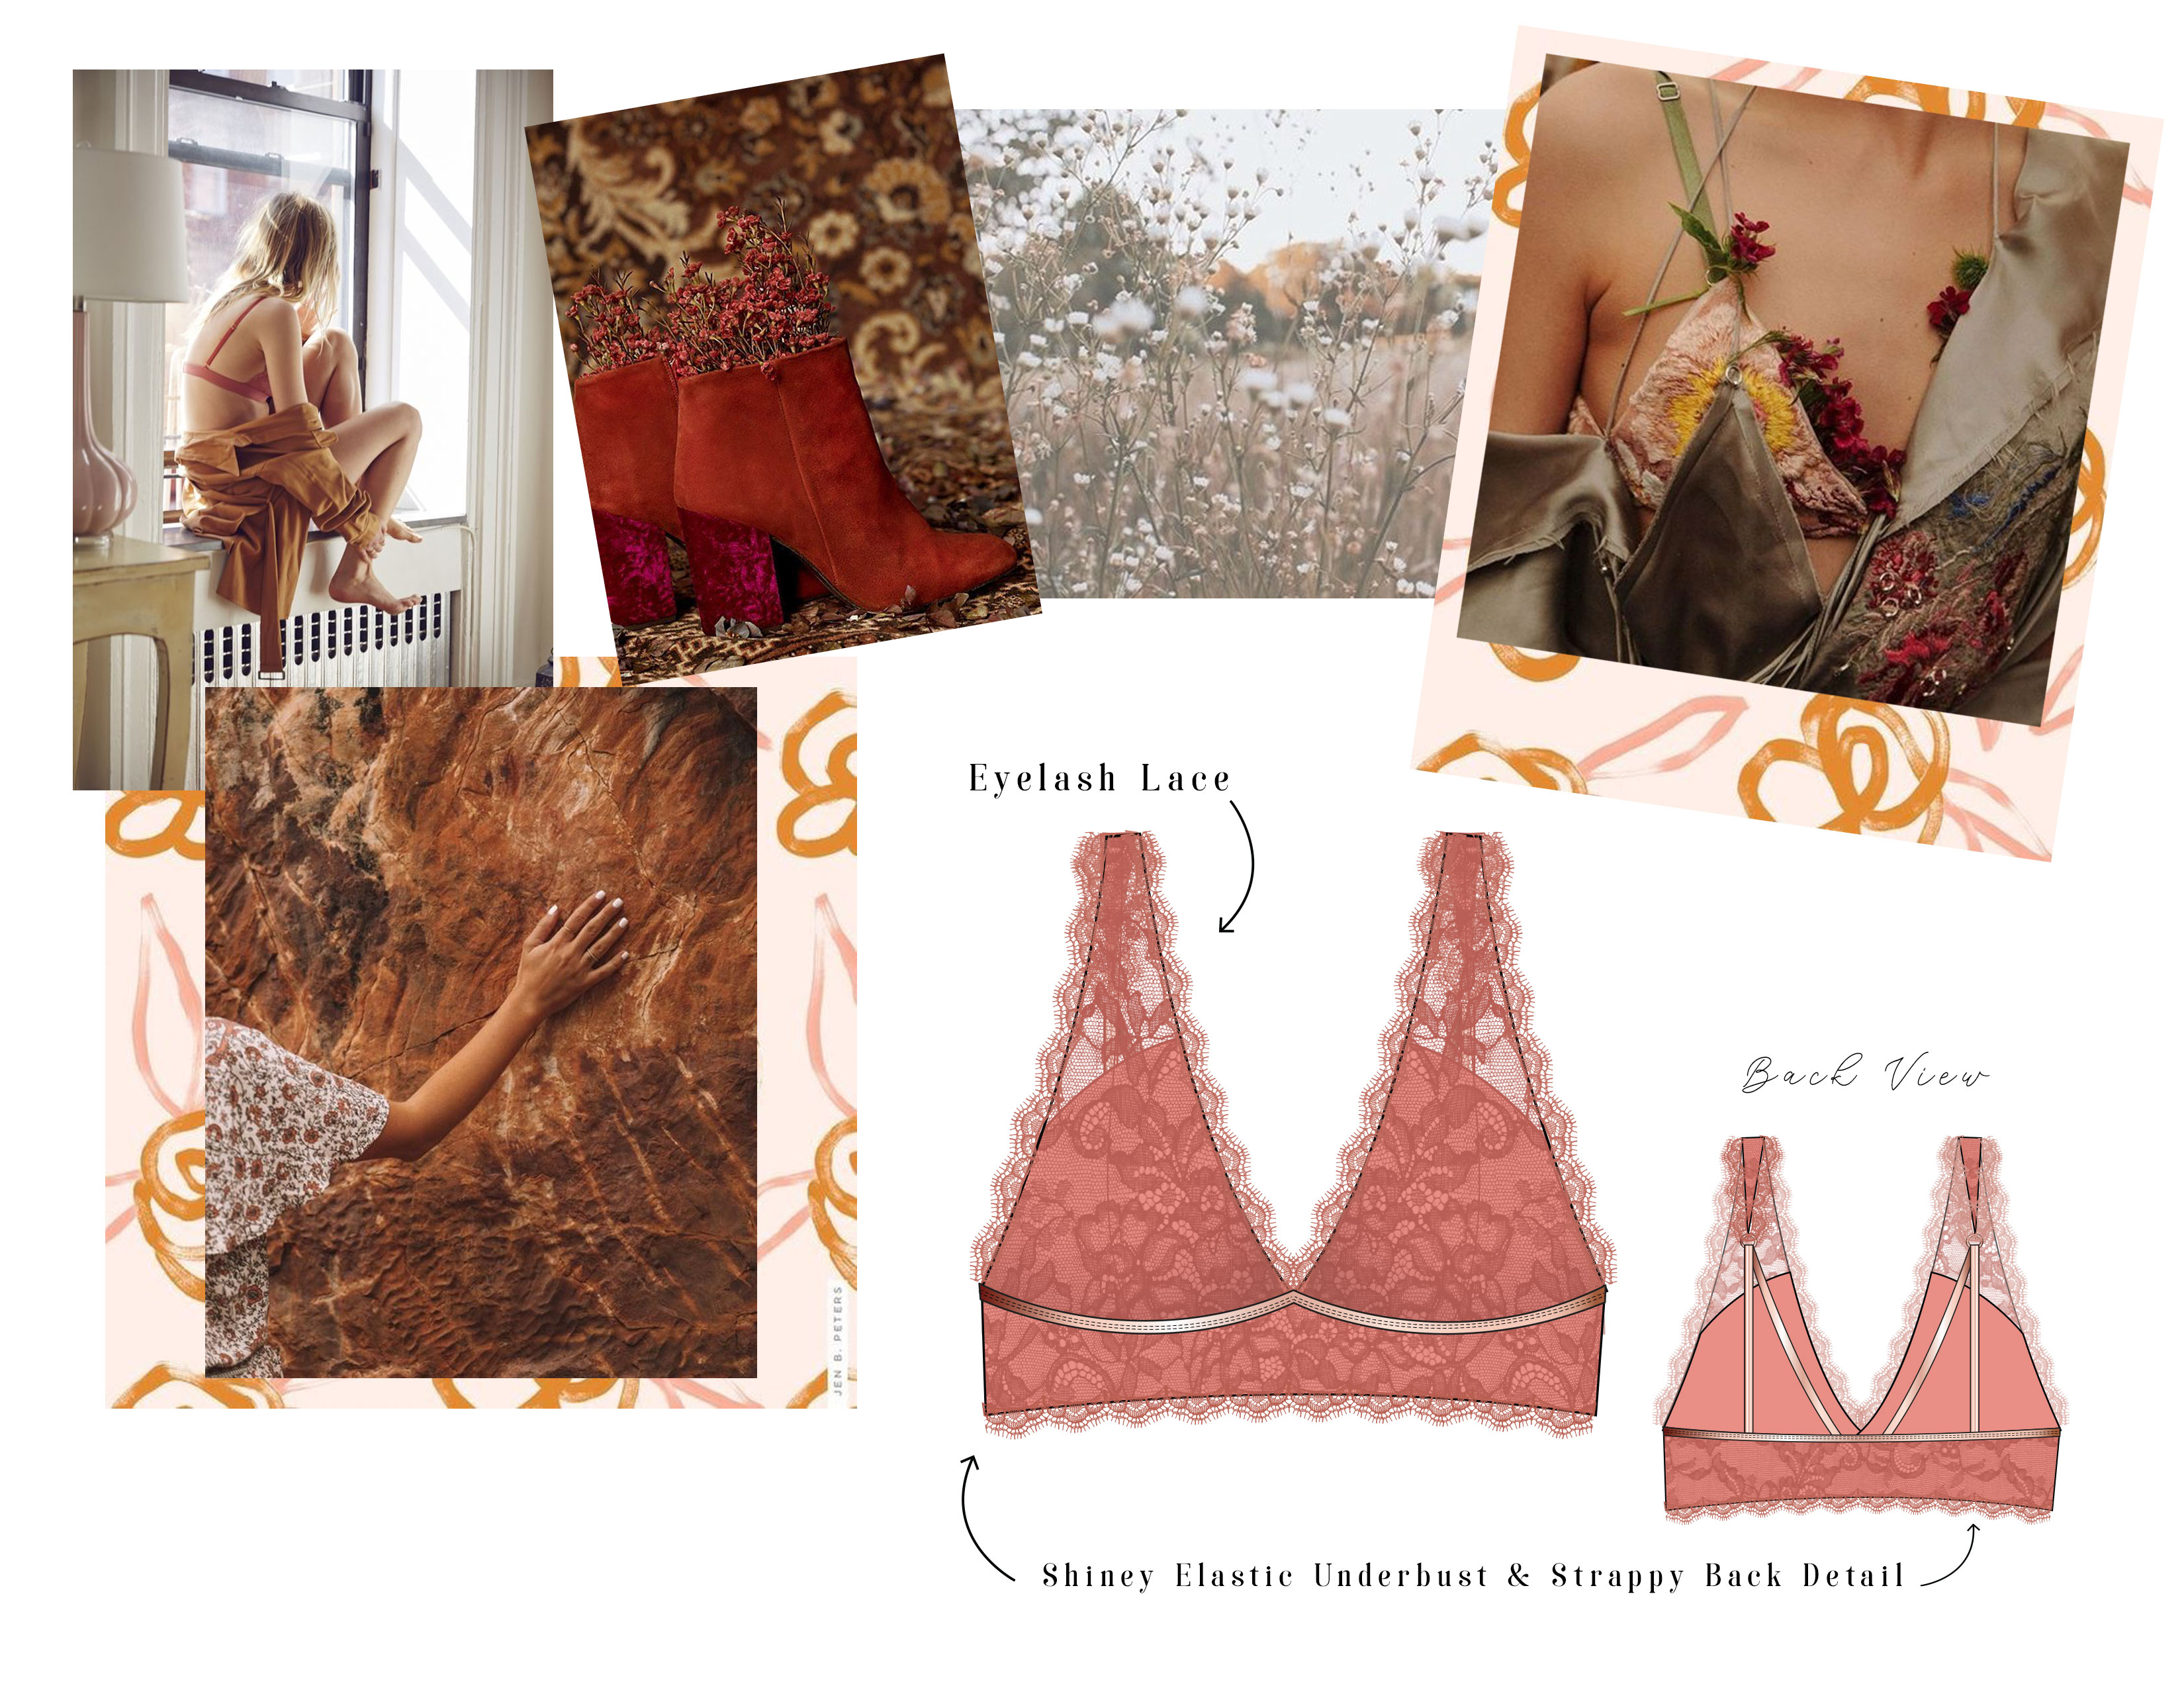 Eyelash Lace
Back View
JEN B. PETERS
Shiney Elastic Underbust & Strappy Back Detail